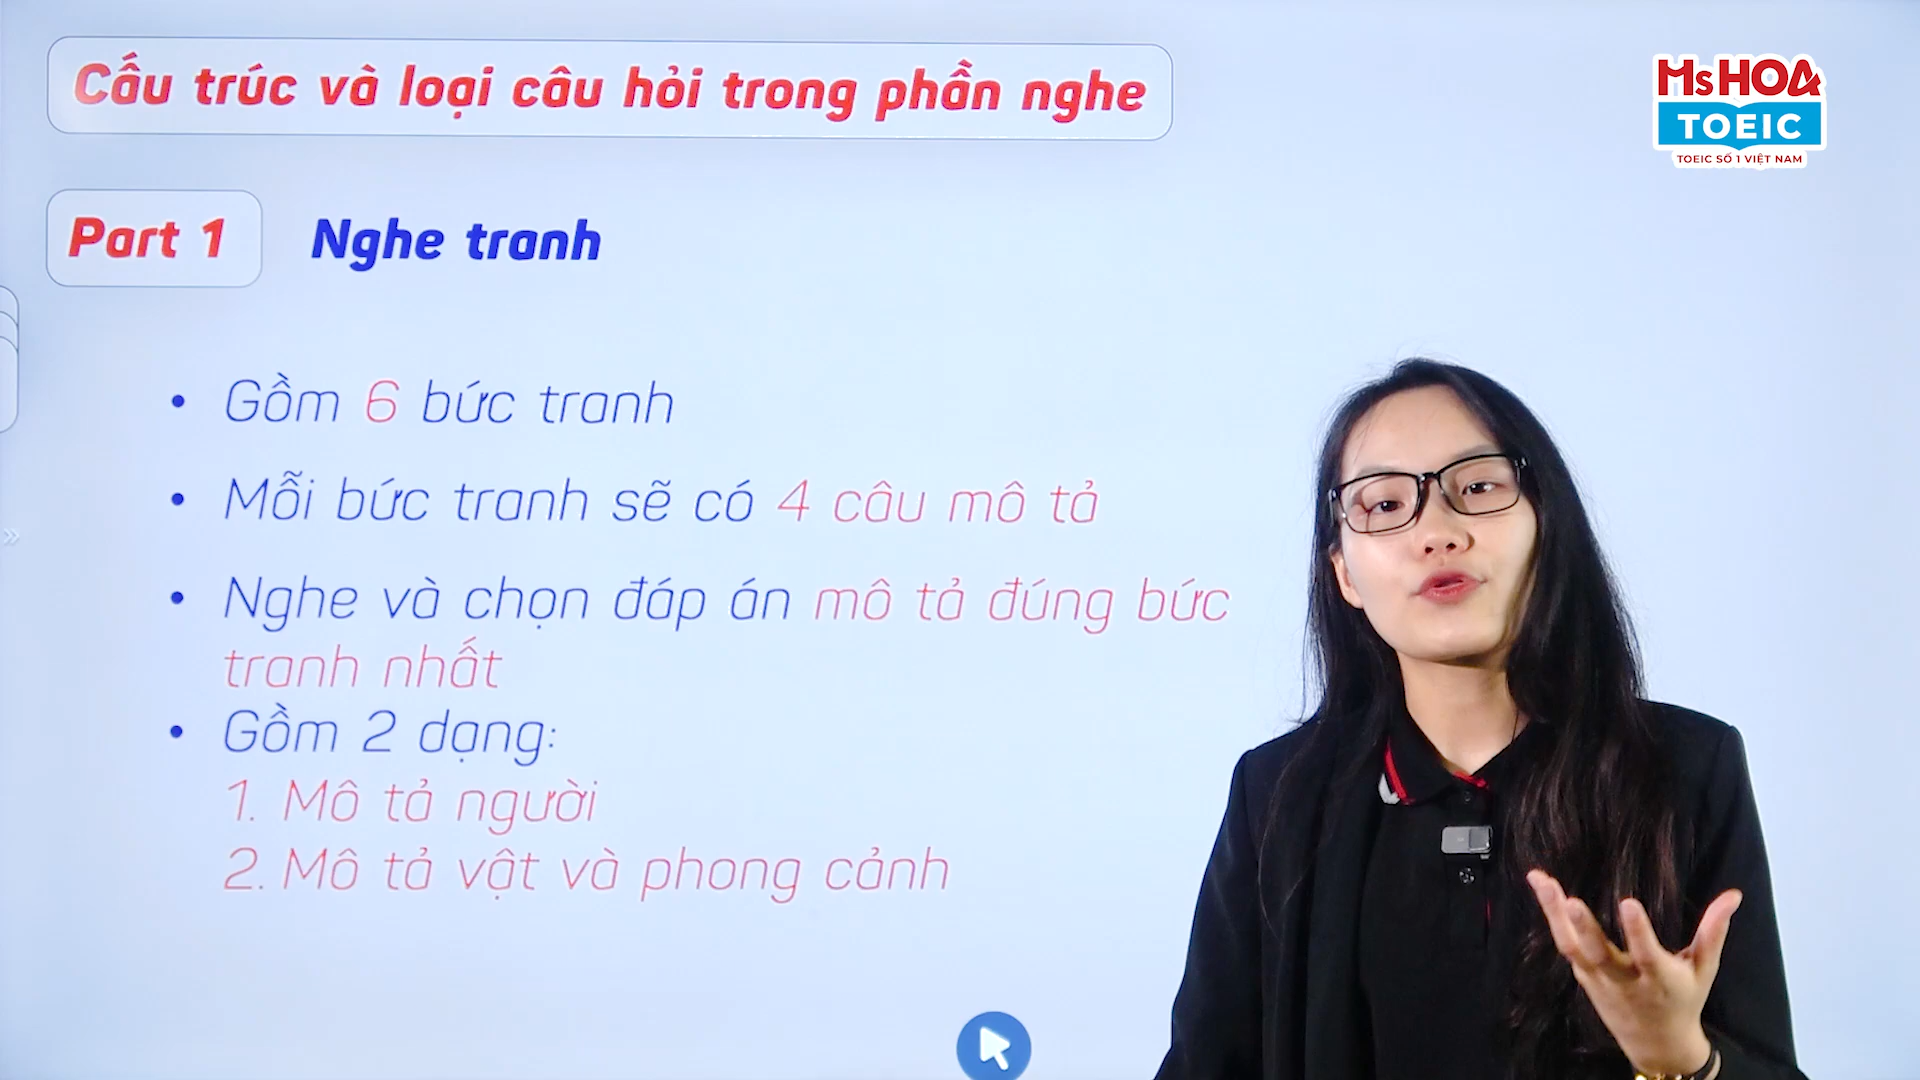 Cấu trúc và loại câu hỏi trong phần nghe
Ms HOA
TOEIC
TOEIC SỐ 1 VIỆT NAM
Part 1 Nghe tranh
• Gồm 6 bức tranh
• Mỗi bức tranh sẽ có 4 câu mô tả
• Nghe và chọn đáp án mô tả đúng bức
tranh nhất
• Gồm 2 dạng:
1. Mô tả người
2. Mô tả vật và phong cảnh